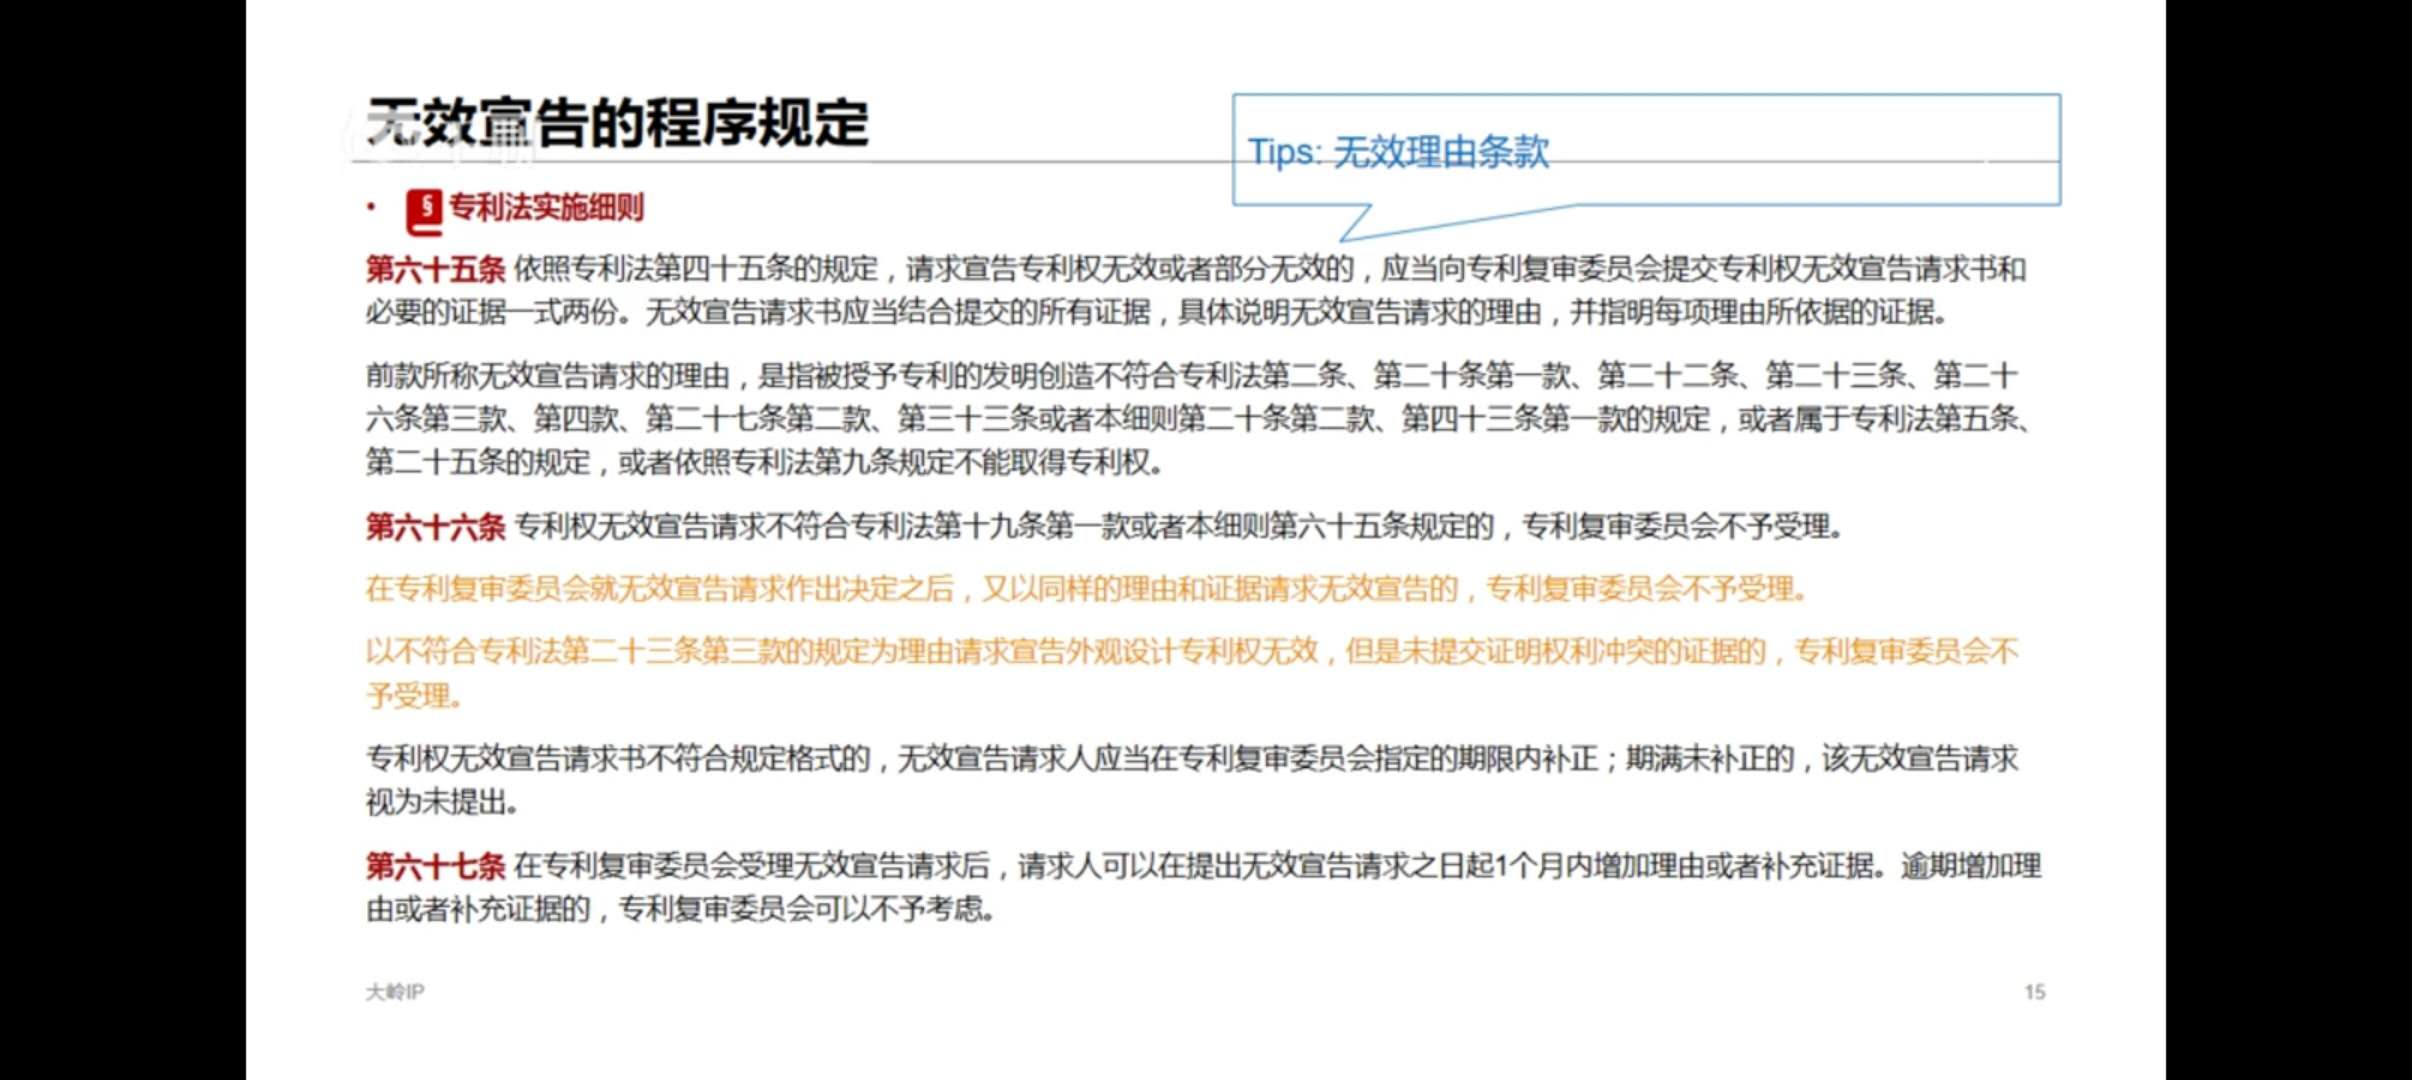 无效宣告的程序规定
Tips: 无效理由条款
• § 专利法实施细则
第六十五条 依照专利法第四十五条的规定，请求宣告专利权无效或者部分无效的，应当向专利复审委员会提交专利权无效宣告请求书和
必要的证据一式两份。无效宣告请求书应当结合提交的所有证据，具体说明无效宣告请求的理由，并指明每项理由所依据的证据。
前款所称无效宣告请求的理由，是指被授予专利的发明创造不符合专利法第二条、第二十条第一款、第二十二条、第二十三条、第二十
六条第三款、第四款、第二十七条第二款、第三十三条或者本细则第二十条第二款、第四十三条第一款的规定，或者属于专利法第五条、
第二十五条的规定，或者依照专利法第九条规定不能取得专利权。
第六十六条 专利权无效宣告请求不符合专利法第十九条第一款或者本细则第六十五条规定的，专利复审委员会不予受理。
在专利复审委员会就无效宣告请求作出决定之后，又以同样的理由和证据请求无效宣告的，专利复审委员会不予受理。
以不符合专利法第二十三条第三款的规定为理由请求宣告外观设计专利权无效，但是未提交证明权利冲突的证据的，专利复审委员会不
予受理。
专利权无效宣告请求书不符合规定格式的，无效宣告请求人应当在专利复审委员会指定的期限内补正；期满未补正的，该无效宣告请求
视为未提出。
第六十七条 在专利复审委员会受理无效宣告请求后，请求人可以在提出无效宣告请求之日起1个月内增加理由或者补充证据。逾期增加理
由或者补充证据的，专利复审委员会可以不予考虑。
大岭IP
15